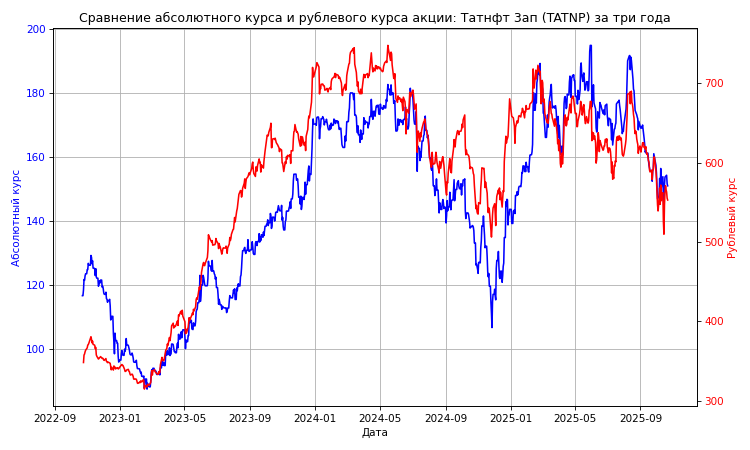 Сравнение абсолютного курса и рублевого курса акции: Татнфт 3ап (TATNP) за три года
200
180
160
140
120
100
Абсолютный курс
700
600
500
400
300
Рублевый курс
2022-09 2023-01 2023-05 2023-09 2024-01 2024-05 2024-09 2025-01 2025-05 2025-09
Дата